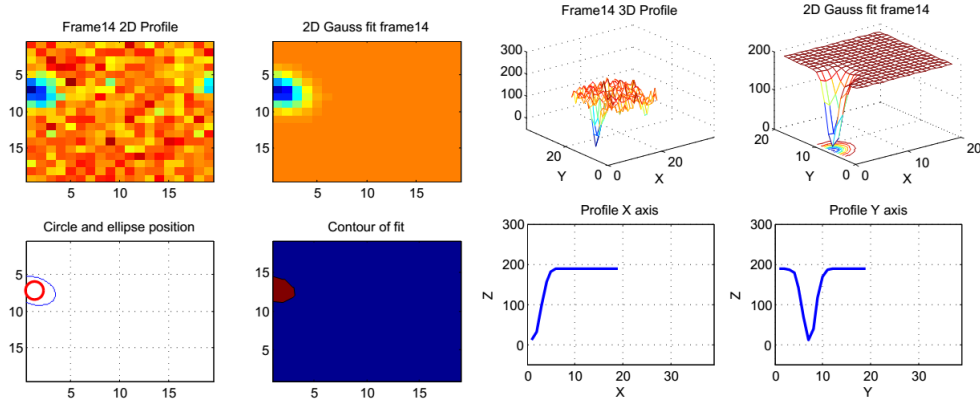 Frame14 2D Profile
5
10
15
5 10 15
2D Gauss fit frame14
5
10
15
5 10 15
Frame14 3D Profile
300
200
100
0
20
0
Y
0
20
X
2D Gauss fit frame14
200
100
0
20
10
0
Y
0
10
20
X
Circle and ellipse position
5
10
15
5 10 15
Contour of fit
15
10
5
5 10 15
Profile X axis
300
200
100
0
Z
0 10 20 30
X
Profile Y axis
300
200
100
0
Z
0 10 20 30
Y